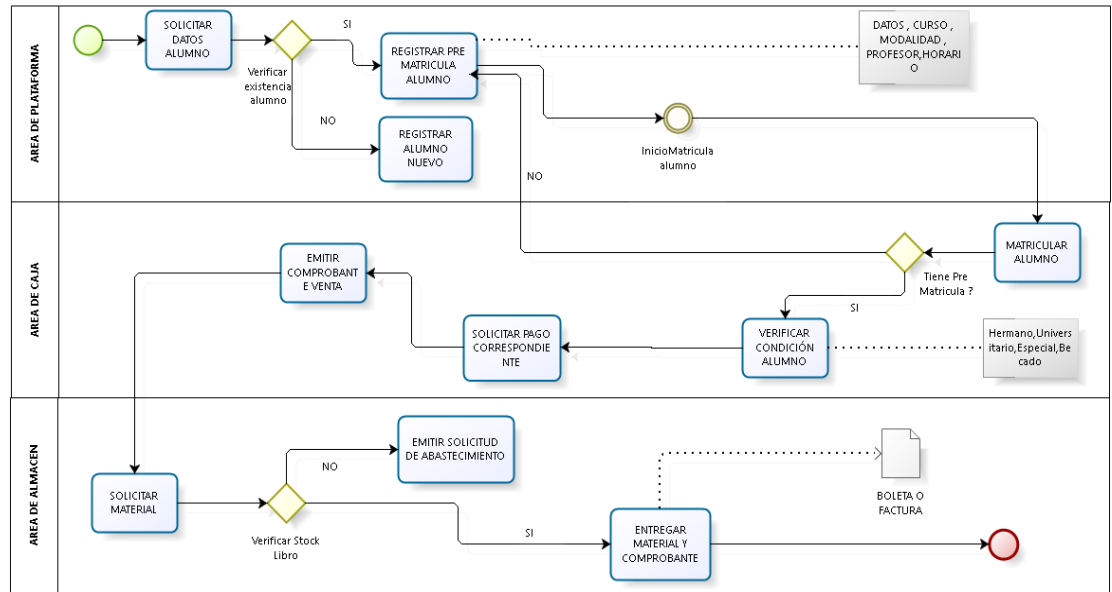 AREA DE PLATAFORMA
SOLICITAR
DATOS
ALUMNO
Verificar
existencia
alumno
SI
NO
REGISTRAR PRE
MATRICULA
ALUMNO
REGISTRAR
ALUMNO
NUEVO
DATOS , CURSO ,
MODALIDAD ,
PROFESOR,HORARI
O
InicioMatricula
alumno
NO
AREA DE CAJA
MATRICULAR
ALUMNO
Tiene Pre
Matricula ?
SI
EMITIR
COMPROBANT
E VENTA
SOLICITAR PAGO
CORRESPONDIE
NTE
VERIFICAR
CONDICIÓN
ALUMNO
Hermano,Univers
itario,Especial,Be
cado
AREA DE ALMACEN
SOLICITAR
MATERIAL
Verificar Stock
Libro
NO
EMITIR SOLICITUD
DE ABASTECIMIENTO
SI
ENTREGAR
MATERIAL Y
COMPROBANTE
BOLETA O
FACTURA